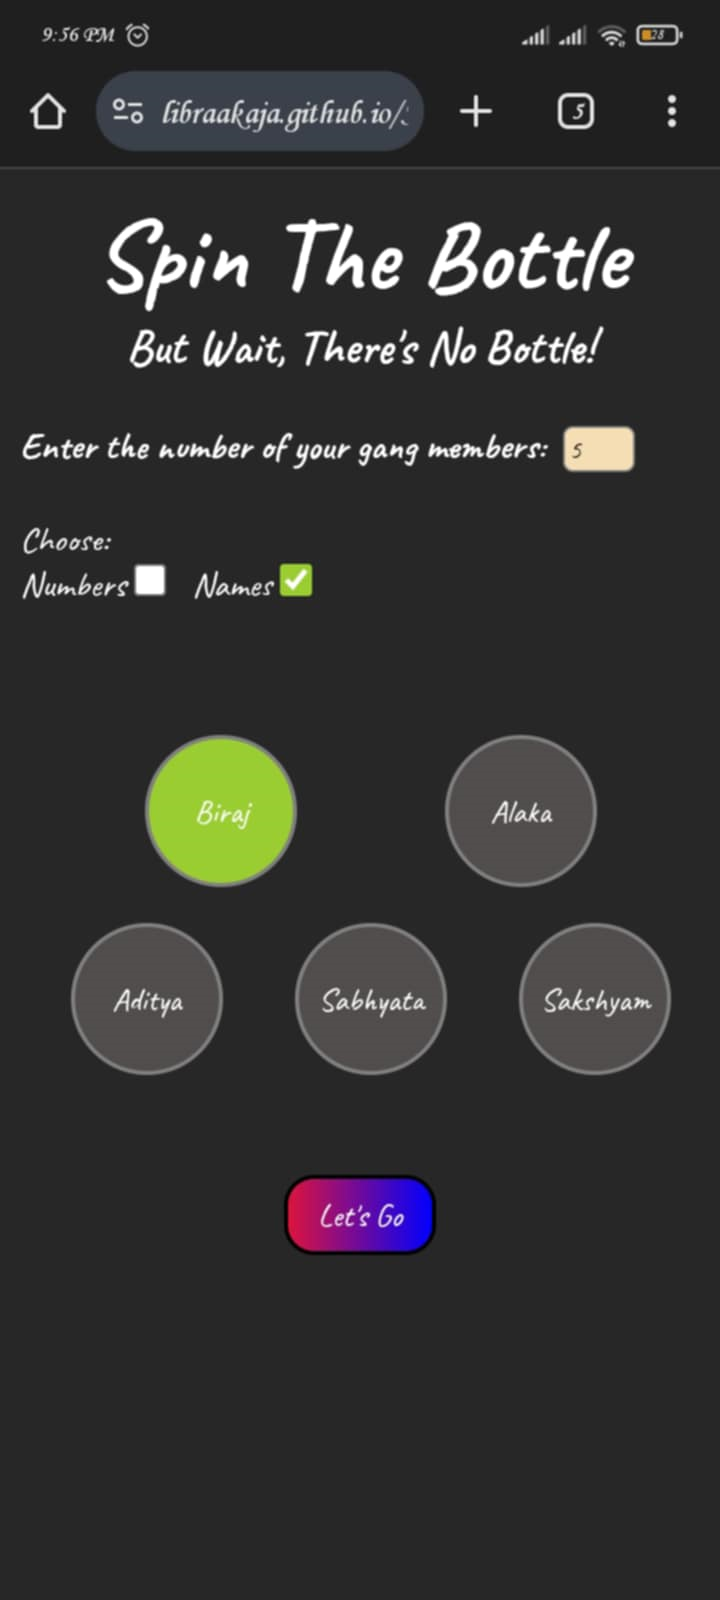 9:56 PM 28
libraakaja.github.io/
5
Spin The Bottle
But Wait, There's No Bottle!
Enter the number of your gang members: 5
Choose:
Numbers Names
Biraj Alaka
Aditya Sabhyata Sakshyam
Let's Go